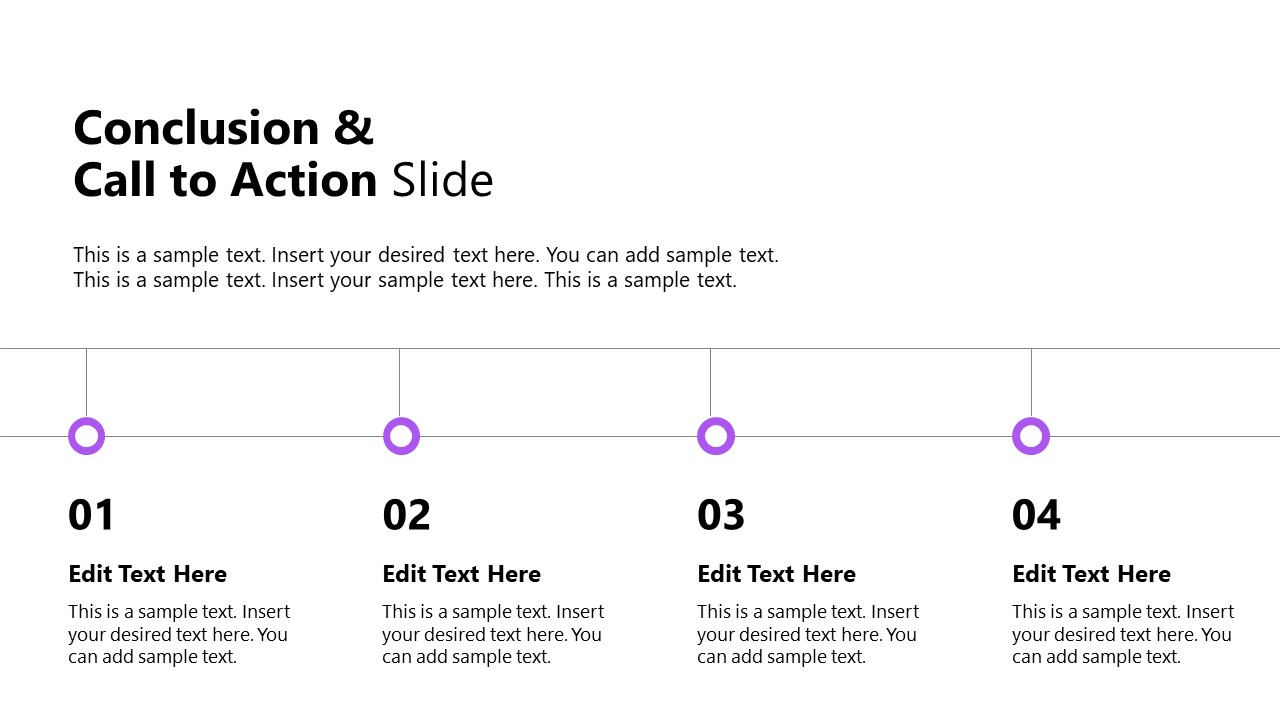 Conclusion &
Call to Action Slide
This is a sample text. Insert your desired text here. You can add sample text.
This is a sample text. Insert your sample text here. This is a sample text.
01
Edit Text Here
This is a sample text. Insert
your desired text here. You
can add sample text.
02
Edit Text Here
This is a sample text. Insert
your desired text here. You
can add sample text.
03
Edit Text Here
This is a sample text. Insert
your desired text here. You
can add sample text.
04
Edit Text Here
This is a sample text. Insert
your desired text here. You
can add sample text.